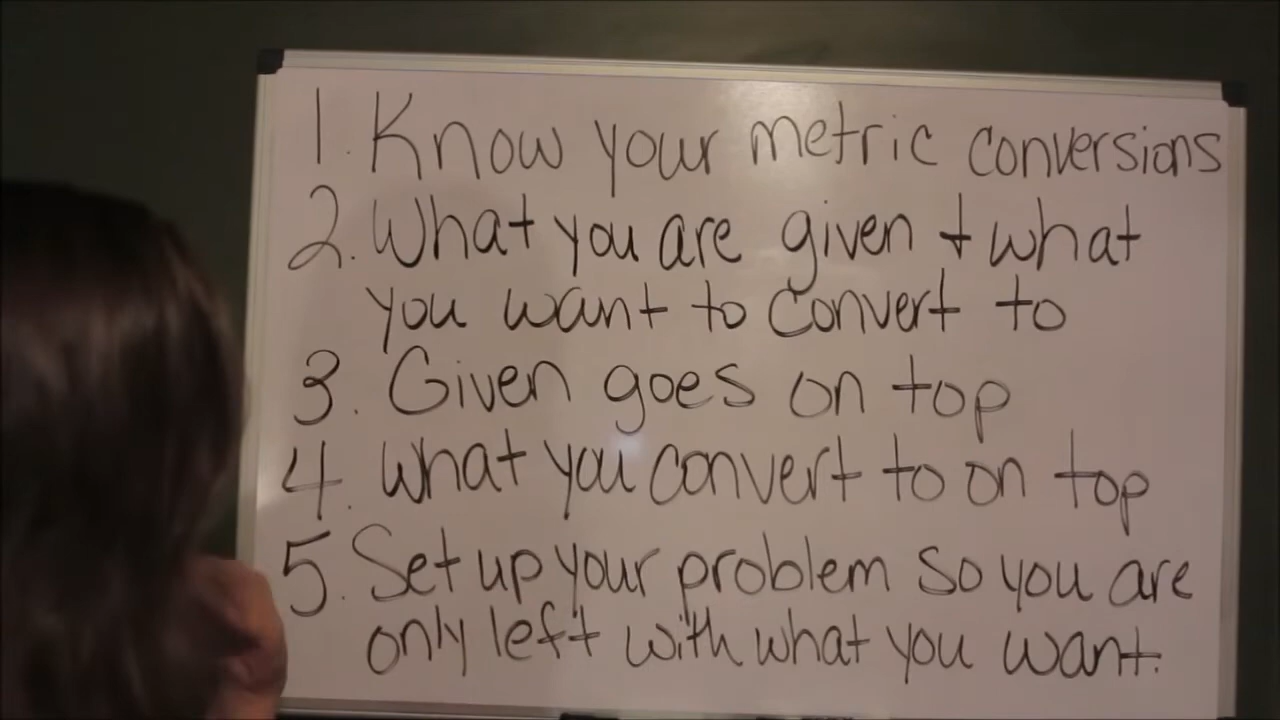 1. Know your metric conversions
2. What you are given + what
you want to convert to
3. Given goes on top
4. What you convert to on top
5. Set up your problem so you are
only left with what you want.